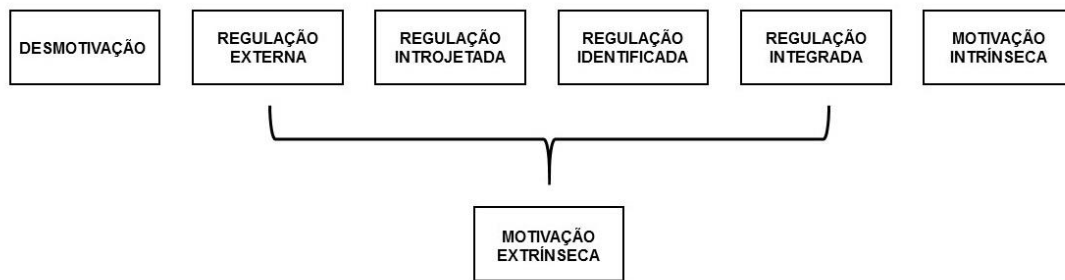 DESMOTIVAÇÃO
REGULAÇÃO
EXTERNA
REGULAÇÃO
INTROJETADA
REGULAÇÃO
IDENTIFICADA
REGULAÇÃO
INTEGRADA
MOTIVAÇÃO
INTRÍNSECA
MOTIVAÇÃO
EXTRÍNSECA